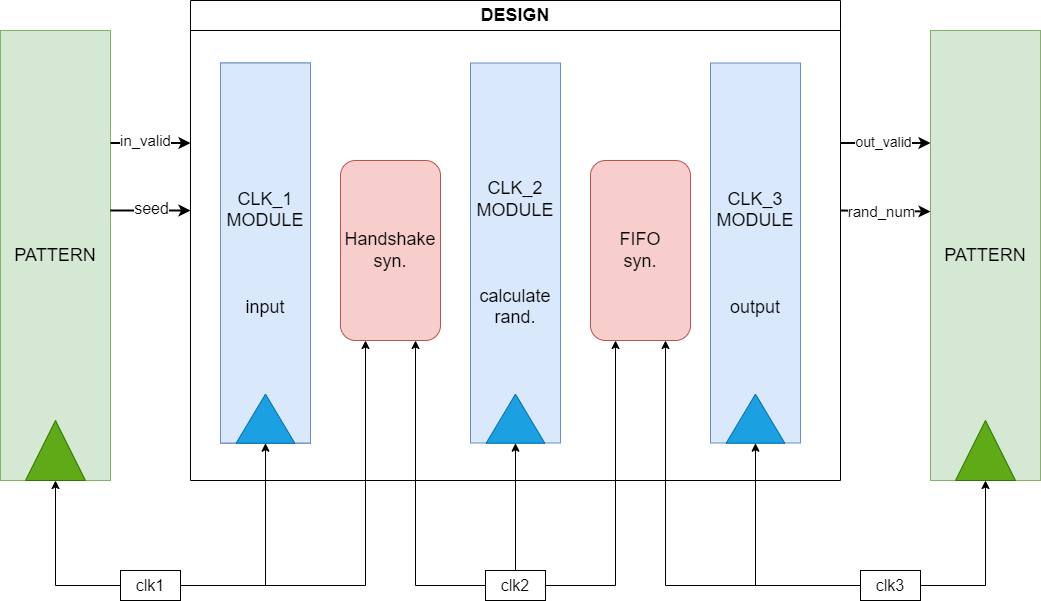 DESIGN
PATTERN
in_valid
seed
CLK_1
MODULE
input
Handshake
syn.
CLK_2
MODULE
calculate
rand.
FIFO
syn.
CLK_3
MODULE
output
out_valid
rand_num
PATTERN
clk1
clk2
clk3